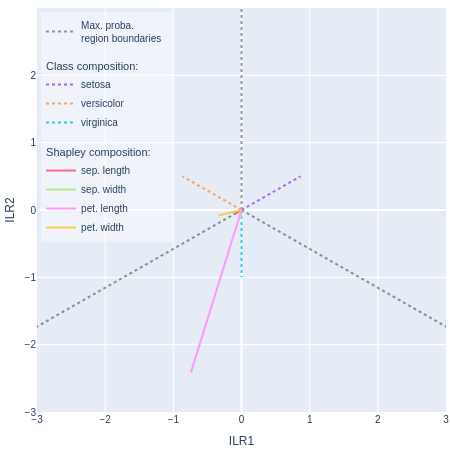 Max. proba.
region boundaries
Class composition:
setosa
versicolor
virginica
Shapley composition:
sep. length
sep. width
pet. length
pet. width
2
1
0
−1
−2
−3
−3 −2 −1 0 1 2 3
ILR1
ILR2